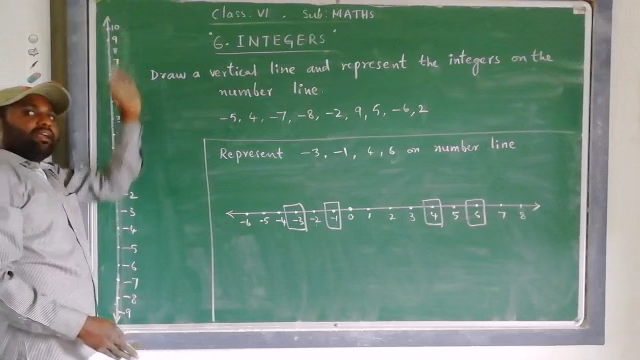 Class. VI . Sub: MATHS
"6. INTEGERS"
Draw a vertical line and represent the integers on the
number line
-5, 4, -7, -8, -2, 9, 5, -6, 2
Represent -3, -1, 4, 6 on number line
-6 -5 -4 -3 -2 -1 0 1 2 3 4 5 6 7 8
10
9
8
7
3
-2
-3
-4
-5
-6
-7
-8
-9